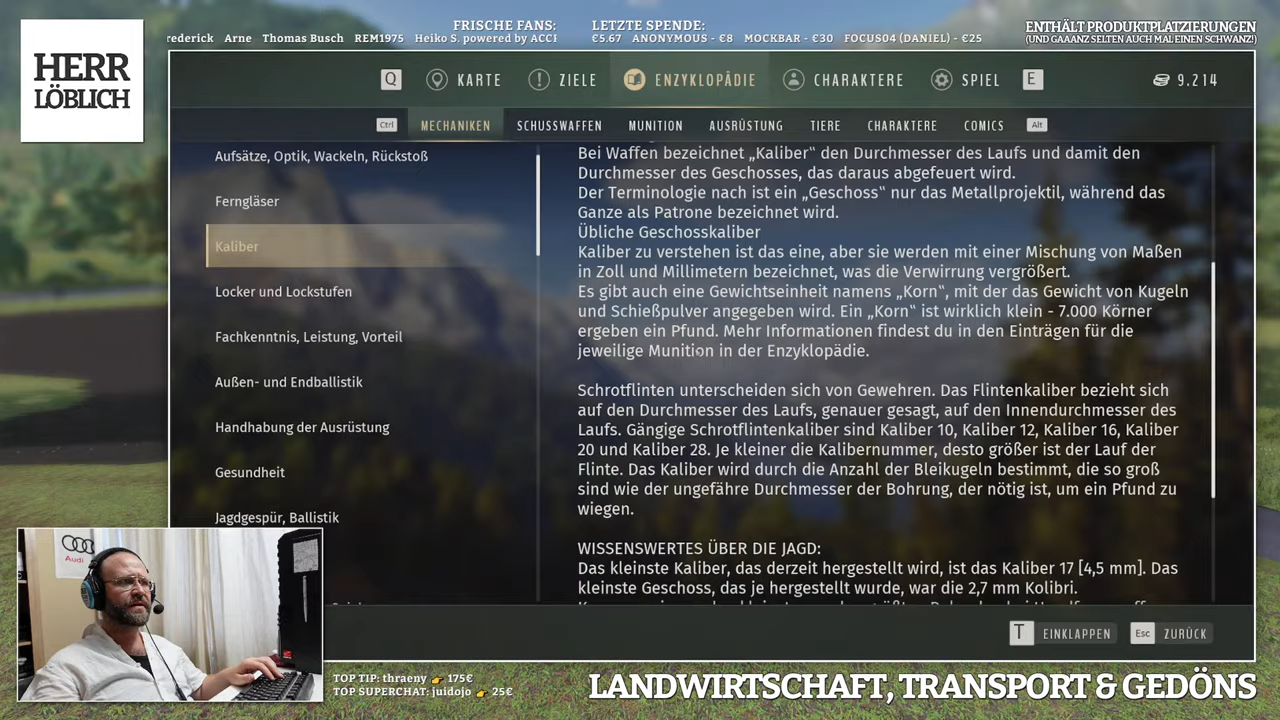 HERR
LÖBLICH
FRISCHE FANS:
rederick Arne Thomas Busch REM1975 Heiko S. powered by ACCI
LETZTE SPENDE:
€5.67 ANONYMOUS - €8 MOCKBAR - €30 FOCUS04 (DANIEL) - €25
ENTHÄLT PRODUKTPLATZIERUNGEN
(UND GAAANZ SELTEN AUCH MAL EINEN SCHWANZ!)
Q KARTE ZIELE ENZYKLOPÄDIE CHARAKTERE SPIEL E 9.214
Ctrl MECHANIKEN SCHUSSWAFFEN MUNITION AUSRÜSTUNG TIERE CHARAKTERE COMICS Alt
Aufsätze, Optik, Wackeln, Rückstoß
Ferngläser
Kaliber
Locker und Lockstufen
Fachkenntnis, Leistung, Vorteil
Außen- und Endballistik
Handhabung der Ausrüstung
Gesundheit
Jagdgespür, Ballistik
Bei Waffen bezeichnet „Kaliber‟ den Durchmesser des Laufs und damit den
Durchmesser des Geschosses, das daraus abgefeuert wird.
Der Terminologie nach ist ein „Geschoss‟ nur das Metallprojektil, während das
Ganze als Patrone bezeichnet wird.
Übliche Geschosskaliber
Kaliber zu verstehen ist das eine, aber sie werden mit einer Mischung von Maßen
in Zoll und Millimetern bezeichnet, was die Verwirrung vergrößert.
Es gibt auch eine Gewichtseinheit namens „Korn‟, mit der das Gewicht von Kugeln
und Schießpulver angegeben wird. Ein „Korn‟ ist wirklich klein - 7.000 Körner
ergeben ein Pfund. Mehr Informationen findest du in den Einträgen für die
jeweilige Munition in der Enzyklopädie.
Schrotflinten unterscheiden sich von Gewehren. Das Flintenkaliber bezieht sich
auf den Durchmesser des Laufs, genauer gesagt, auf den Innendurchmesser des
Laufs. Gängige Schrotflintenkaliber sind Kaliber 10, Kaliber 12, Kaliber 16, Kaliber
20 und Kaliber 28. Je kleiner die Kalibernummer, desto größer ist der Lauf der
Flinte. Das Kaliber wird durch die Anzahl der Bleikugeln bestimmt, die so groß
sind wie der ungefähre Durchmesser der Bohrung, der nötig ist, um ein Pfund zu
wiegen.
WISSENSWERTES ÜBER DIE JAGD:
Das kleinste Kaliber, das derzeit hergestellt wird, ist das Kaliber 17 [4,5 mm]. Das
kleinste Geschoss, das je hergestellt wurde, war die 2,7 mm Kolibri.
T EINKLAPPEN Esc ZURÜCK
Audi
TOP TIP: thraeny 👉 175€
TOP SUPERCHAT: juidojo 👉 25€
LANDWIRTSCHAFT, TRANSPORT & GEDÖNS